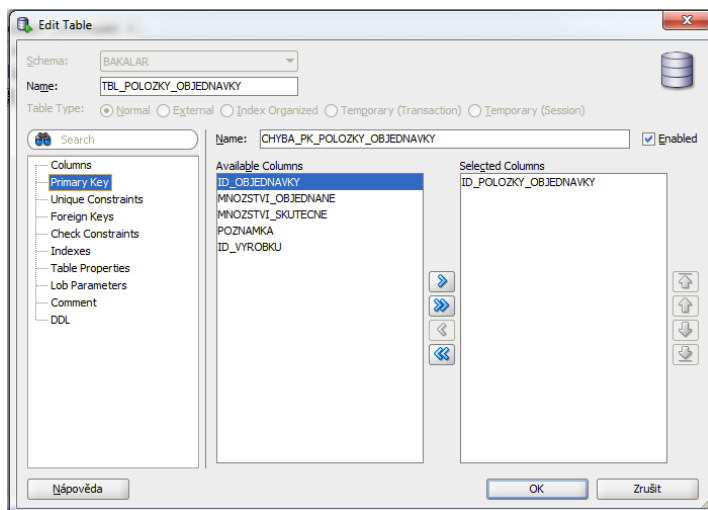 Edit Table
Schema: BAKALAR
Name: TBL_POLOZKY_OBJEDNAVKY
Table Type: Normal External Index Organized Temporary (Transaction) Temporary (Session)
Search
Name: CHYBA_PK_POLOZKY_OBJEDNAVKY Enabled
Columns
Primary Key
Unique Constraints
Foreign Keys
Check Constraints
Indexes
Table Properties
Lob Parameters
Comment
DDL
Available Columns
ID_OBJEDNAVKY
MNOZSTVI_OBJEDNANE
MNOZSTVI_SKUTECNE
POZNAMKA
ID_VYROBKU
Selected Columns
ID_POLOZKY_OBJEDNAVKY
Nápověda
OK
Zrušit